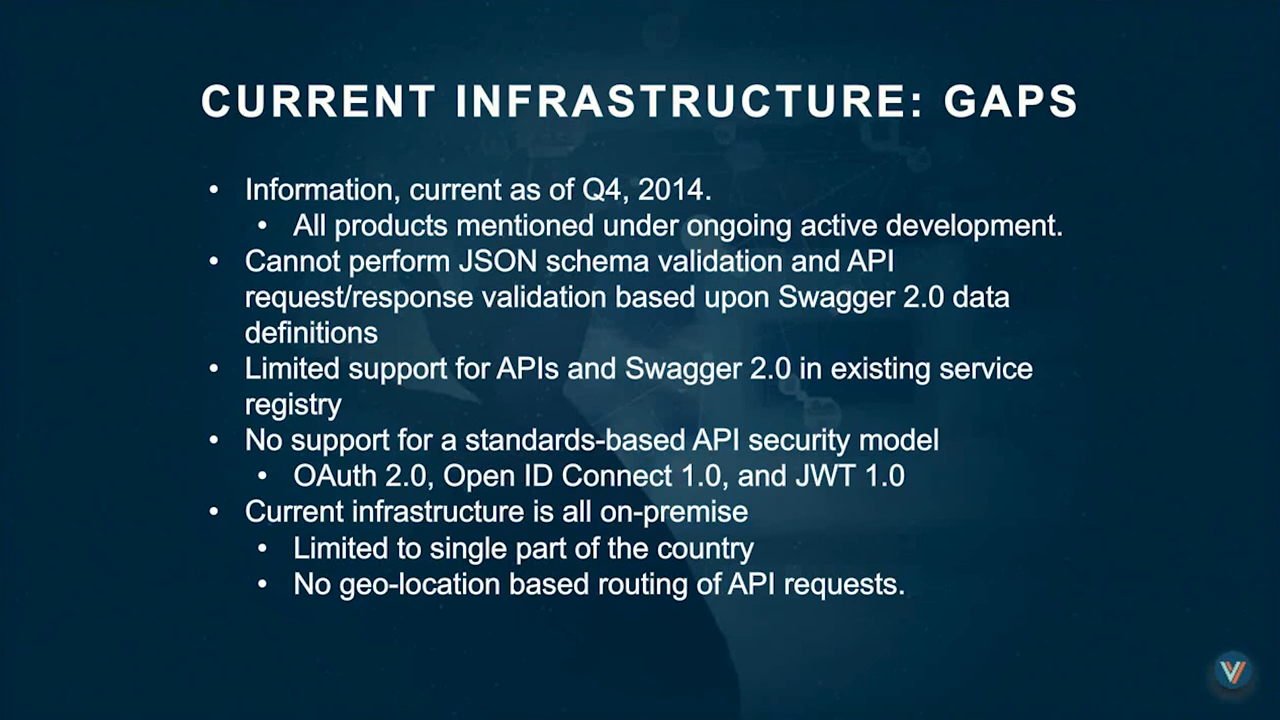 CURRENT INFRASTRUCTURE: GAPS
• Information, current as of Q4, 2014.
• All products mentioned under ongoing active development.
• Cannot perform JSON schema validation and API
request/response validation based upon Swagger 2.0 data
definitions
• Limited support for APIs and Swagger 2.0 in existing service
registry
• No support for a standards-based API security model
• OAuth 2.0, Open ID Connect 1.0, and JWT 1.0
• Current infrastructure is all on-premise
• Limited to single part of the country
• No geo-location based routing of API requests.